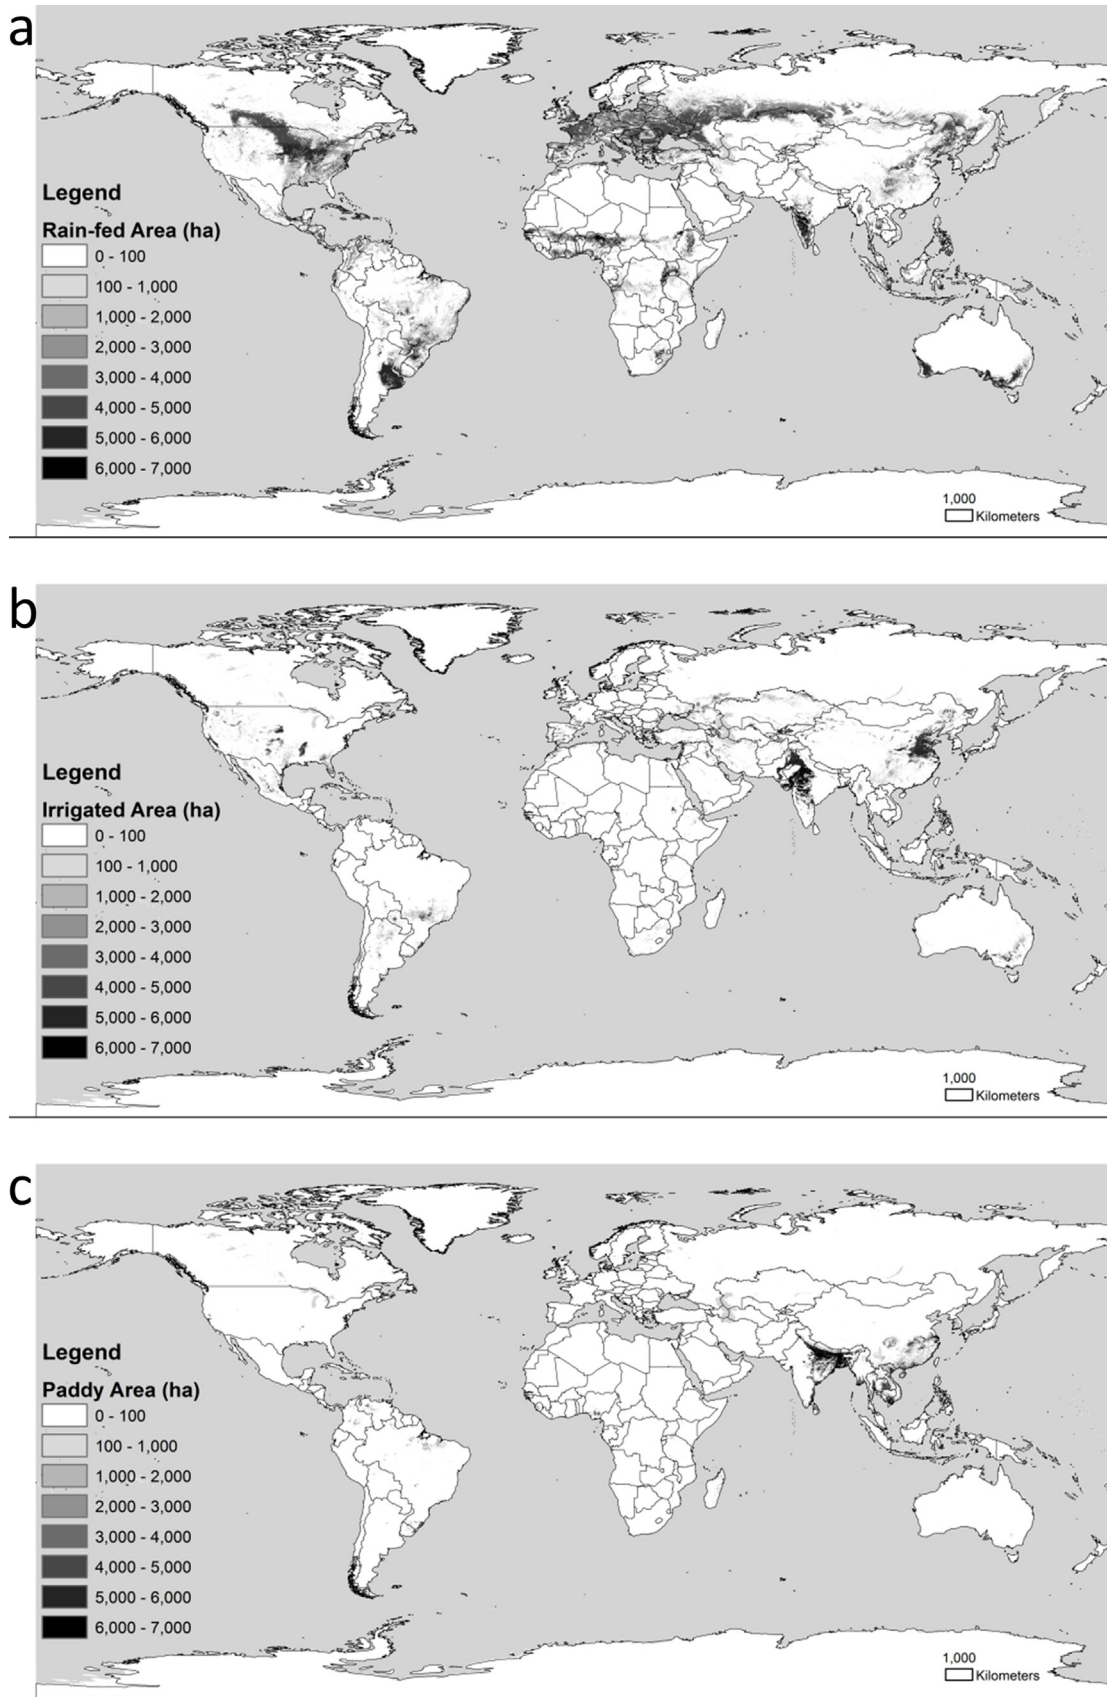 a
Legend
Rain-fed Area (ha)
0 - 100
100 - 1,000
1,000 - 2,000
2,000 - 3,000
3,000 - 4,000
4,000 - 5,000
5,000 - 6,000
6,000 - 7,000
1,000
Kilometers
b
Legend
Irrigated Area (ha)
0 - 100
100 - 1,000
1,000 - 2,000
2,000 - 3,000
3,000 - 4,000
4,000 - 5,000
5,000 - 6,000
6,000 - 7,000
1,000
Kilometers
c
Legend
Paddy Area (ha)
0 - 100
100 - 1,000
1,000 - 2,000
2,000 - 3,000
3,000 - 4,000
4,000 - 5,000
5,000 - 6,000
6,000 - 7,000
1,000
Kilometers